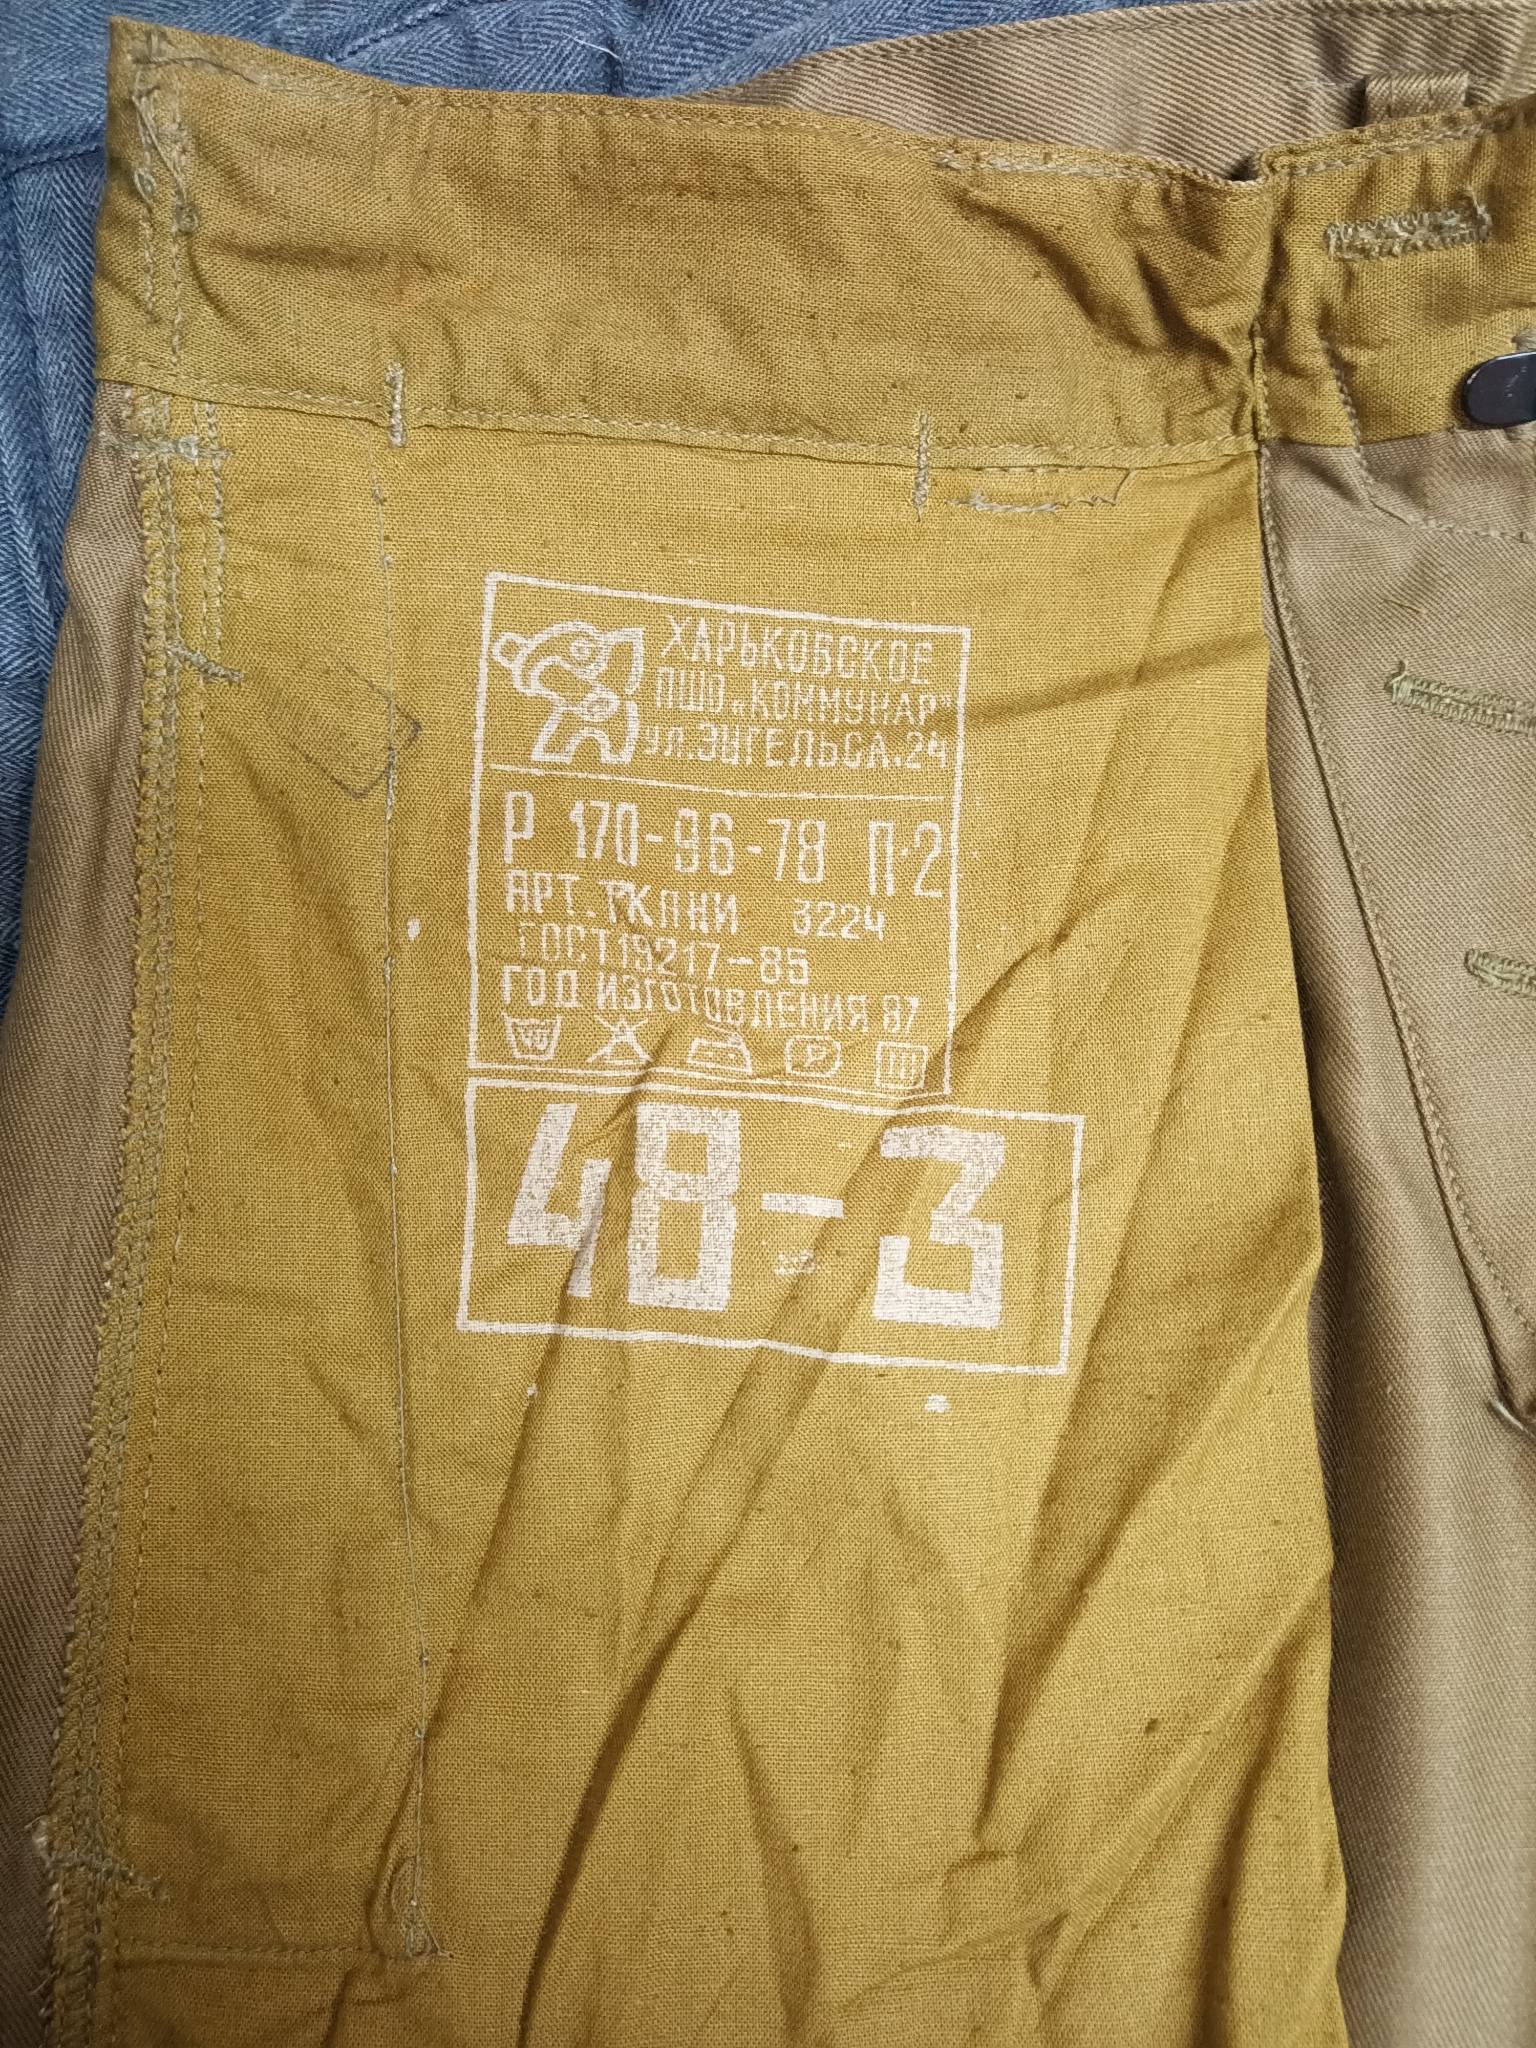 ХАРЬКОВСКОЕ
ПШО „КОММУНАР"
УЛ. ЭНГЕЛЬСА. 24
Р 170-96-78 П-2
АРТ. ТКАНИ 3224
ГОСТ 19217-85
ГОД ИЗГОТОВЛЕНИЯ 87
48-3